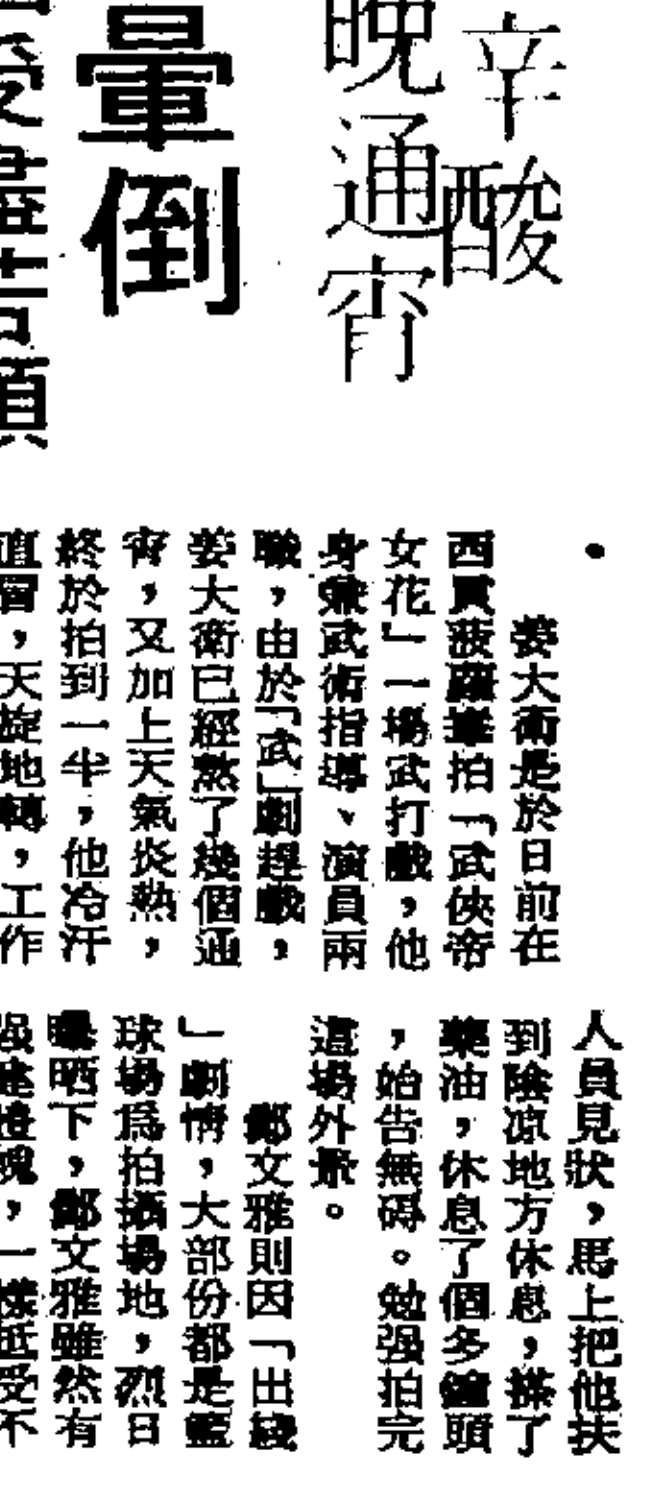 辛酸
晚通宵
暈倒
姜大衛是於日前在
西貢菠蘿輋拍「武俠帝
女花」一場武打戲，他
身兼武術指導、演員兩
職，由於「武」劇趕戲，
姜大衛已經熬了幾個通
宵，又加上天氣炎熱，
終於拍到一半，他冷汗
直冒，天旋地轉，工作
人員見狀，馬上把他扶
到陰凉地方休息，搽了
藥油，休息了個多鐘頭
，始告無礙。勉强拍完
這場外景。
鄭文雅則因「出綫
」劇情，大部份都是籃
球場爲拍攝場地，烈日
曝晒下，鄭文雅雖然有
，一樣抵受不